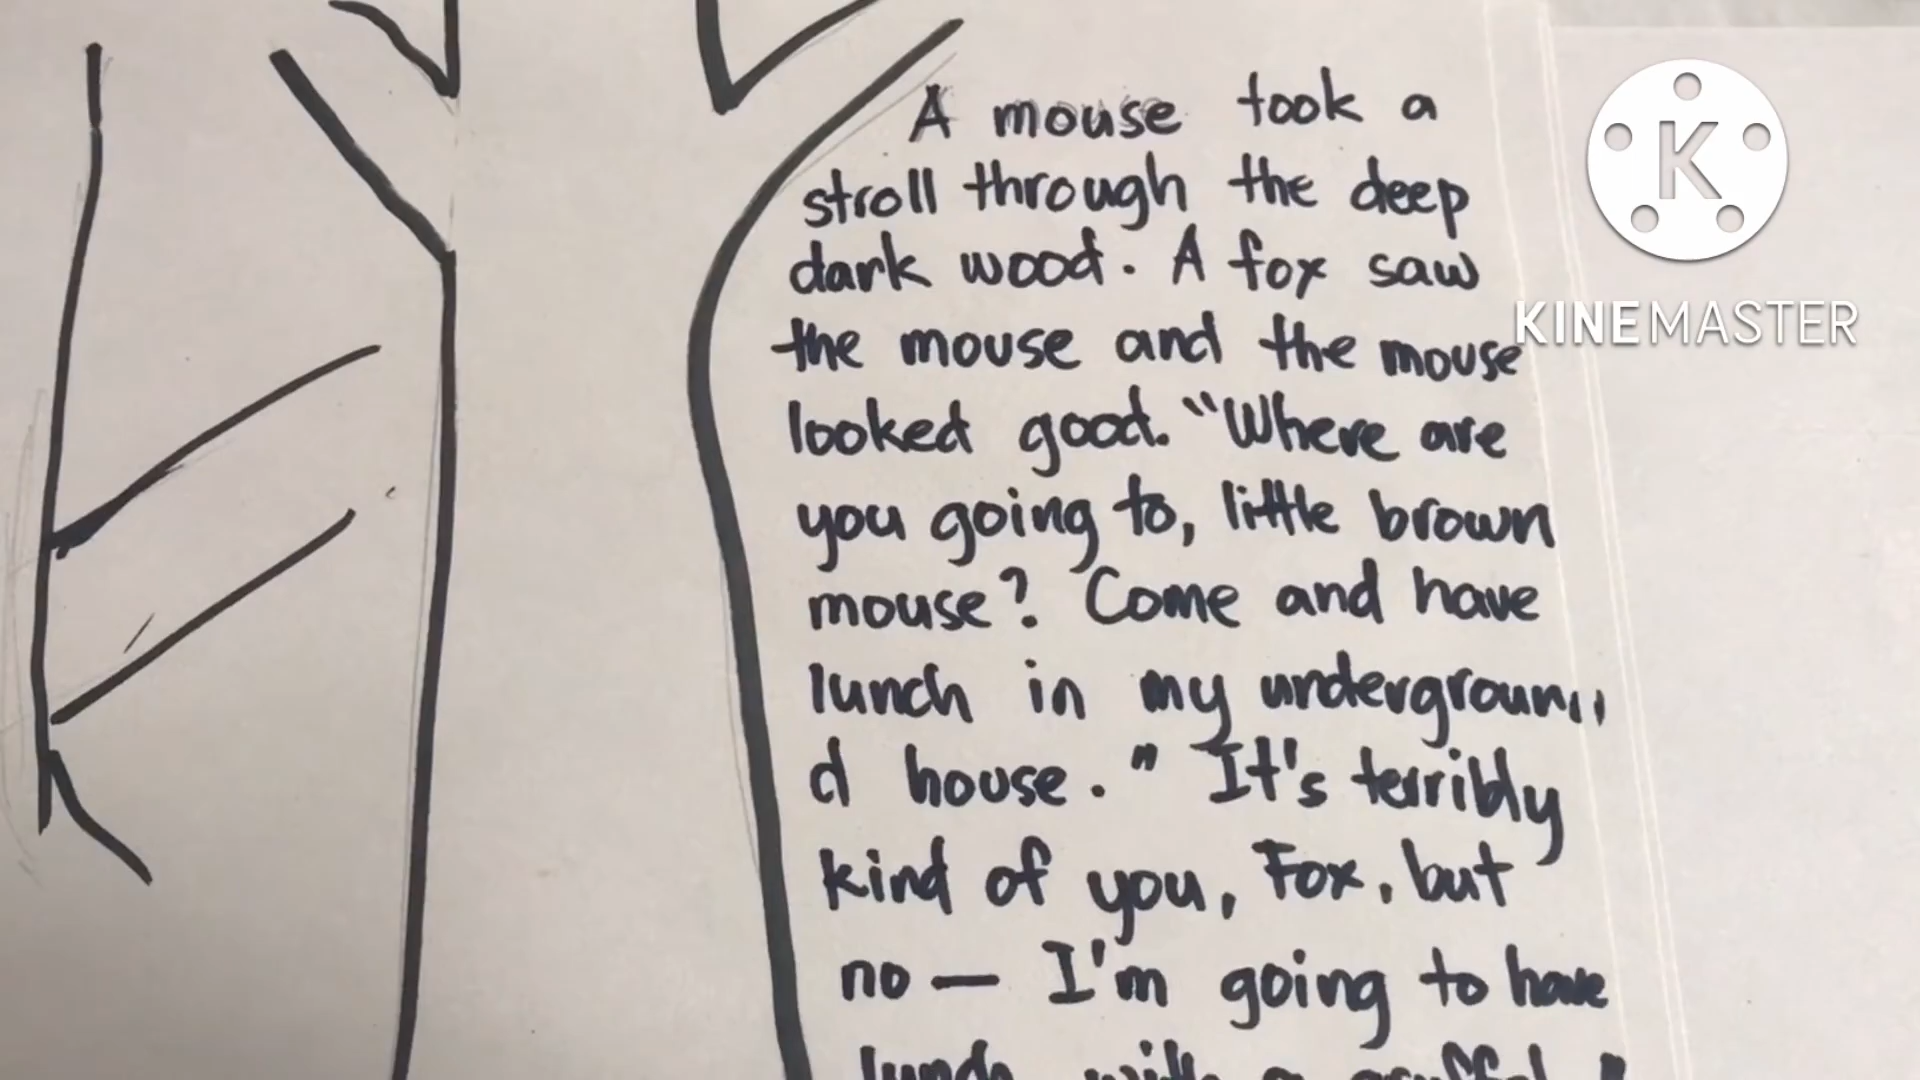 A mouse took a
stroll through the deep
dark wood. A fox saw
the mouse and the mouse
looked good. "Where are
you going to, little brown
mouse? Come and have
lunch in my undergroun
d house." It's terribly
kind of you, Fox, but
no — I'm going to have
lunch with a
KINEMASTER